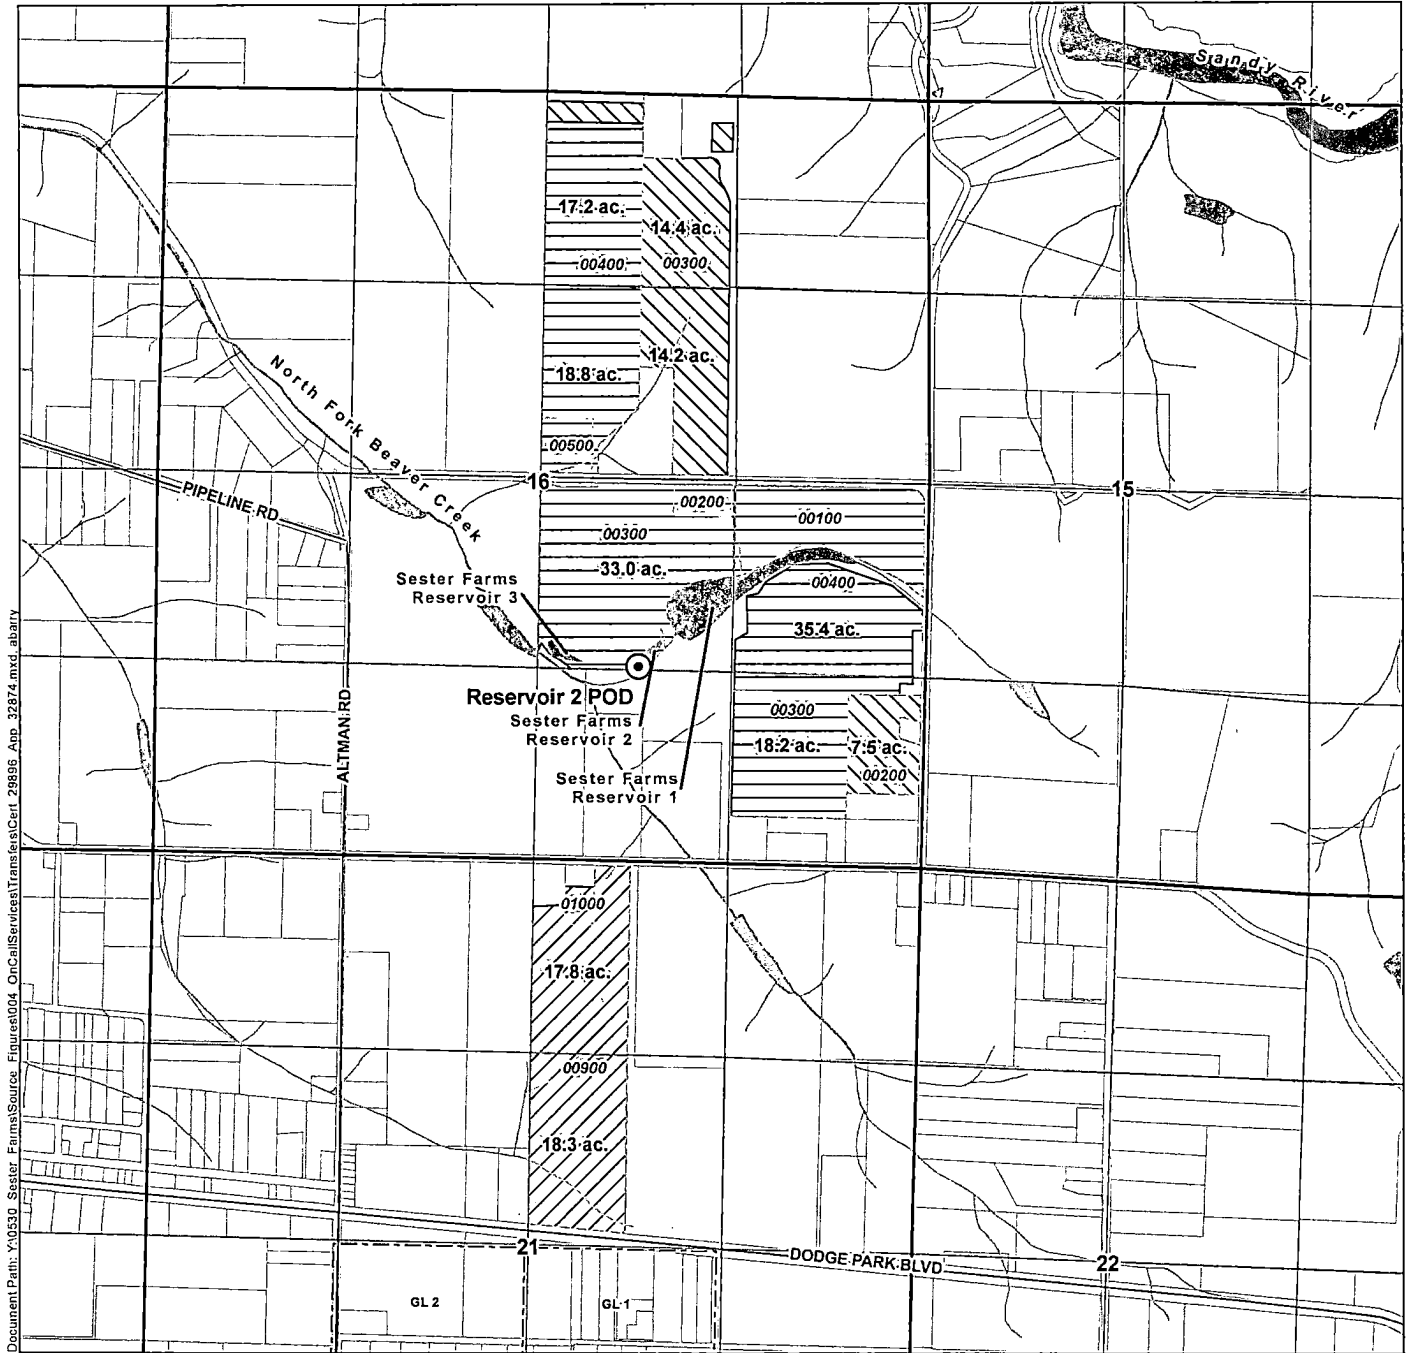 Sandy River
17.2 ac.
14.4 ac.
00400
00300
14.2 ac.
18.8 ac.
North Fork Beaver Creek
00500
16
15
PIPELINE RD
00200
00100
00300
33.0 ac.
00400
Sester Farms
Reservoir 3
35.4 ac.
Reservoir 2 POD
Sester Farms
Reservoir 2
00300
18.2 ac.
7.5 ac.
00200
ALTMAN RD
Sester Farms
Reservoir 1
01000
17.8 ac.
00900
18.3 ac.
21
DODGE PARK BLVD
22
GL 2
GL 1
Document Path: Y:\0530_Sester_Farms\Source_Figures\004_OnCallServices\Transfers\Cert_29896_App_32874.mxd, abarry